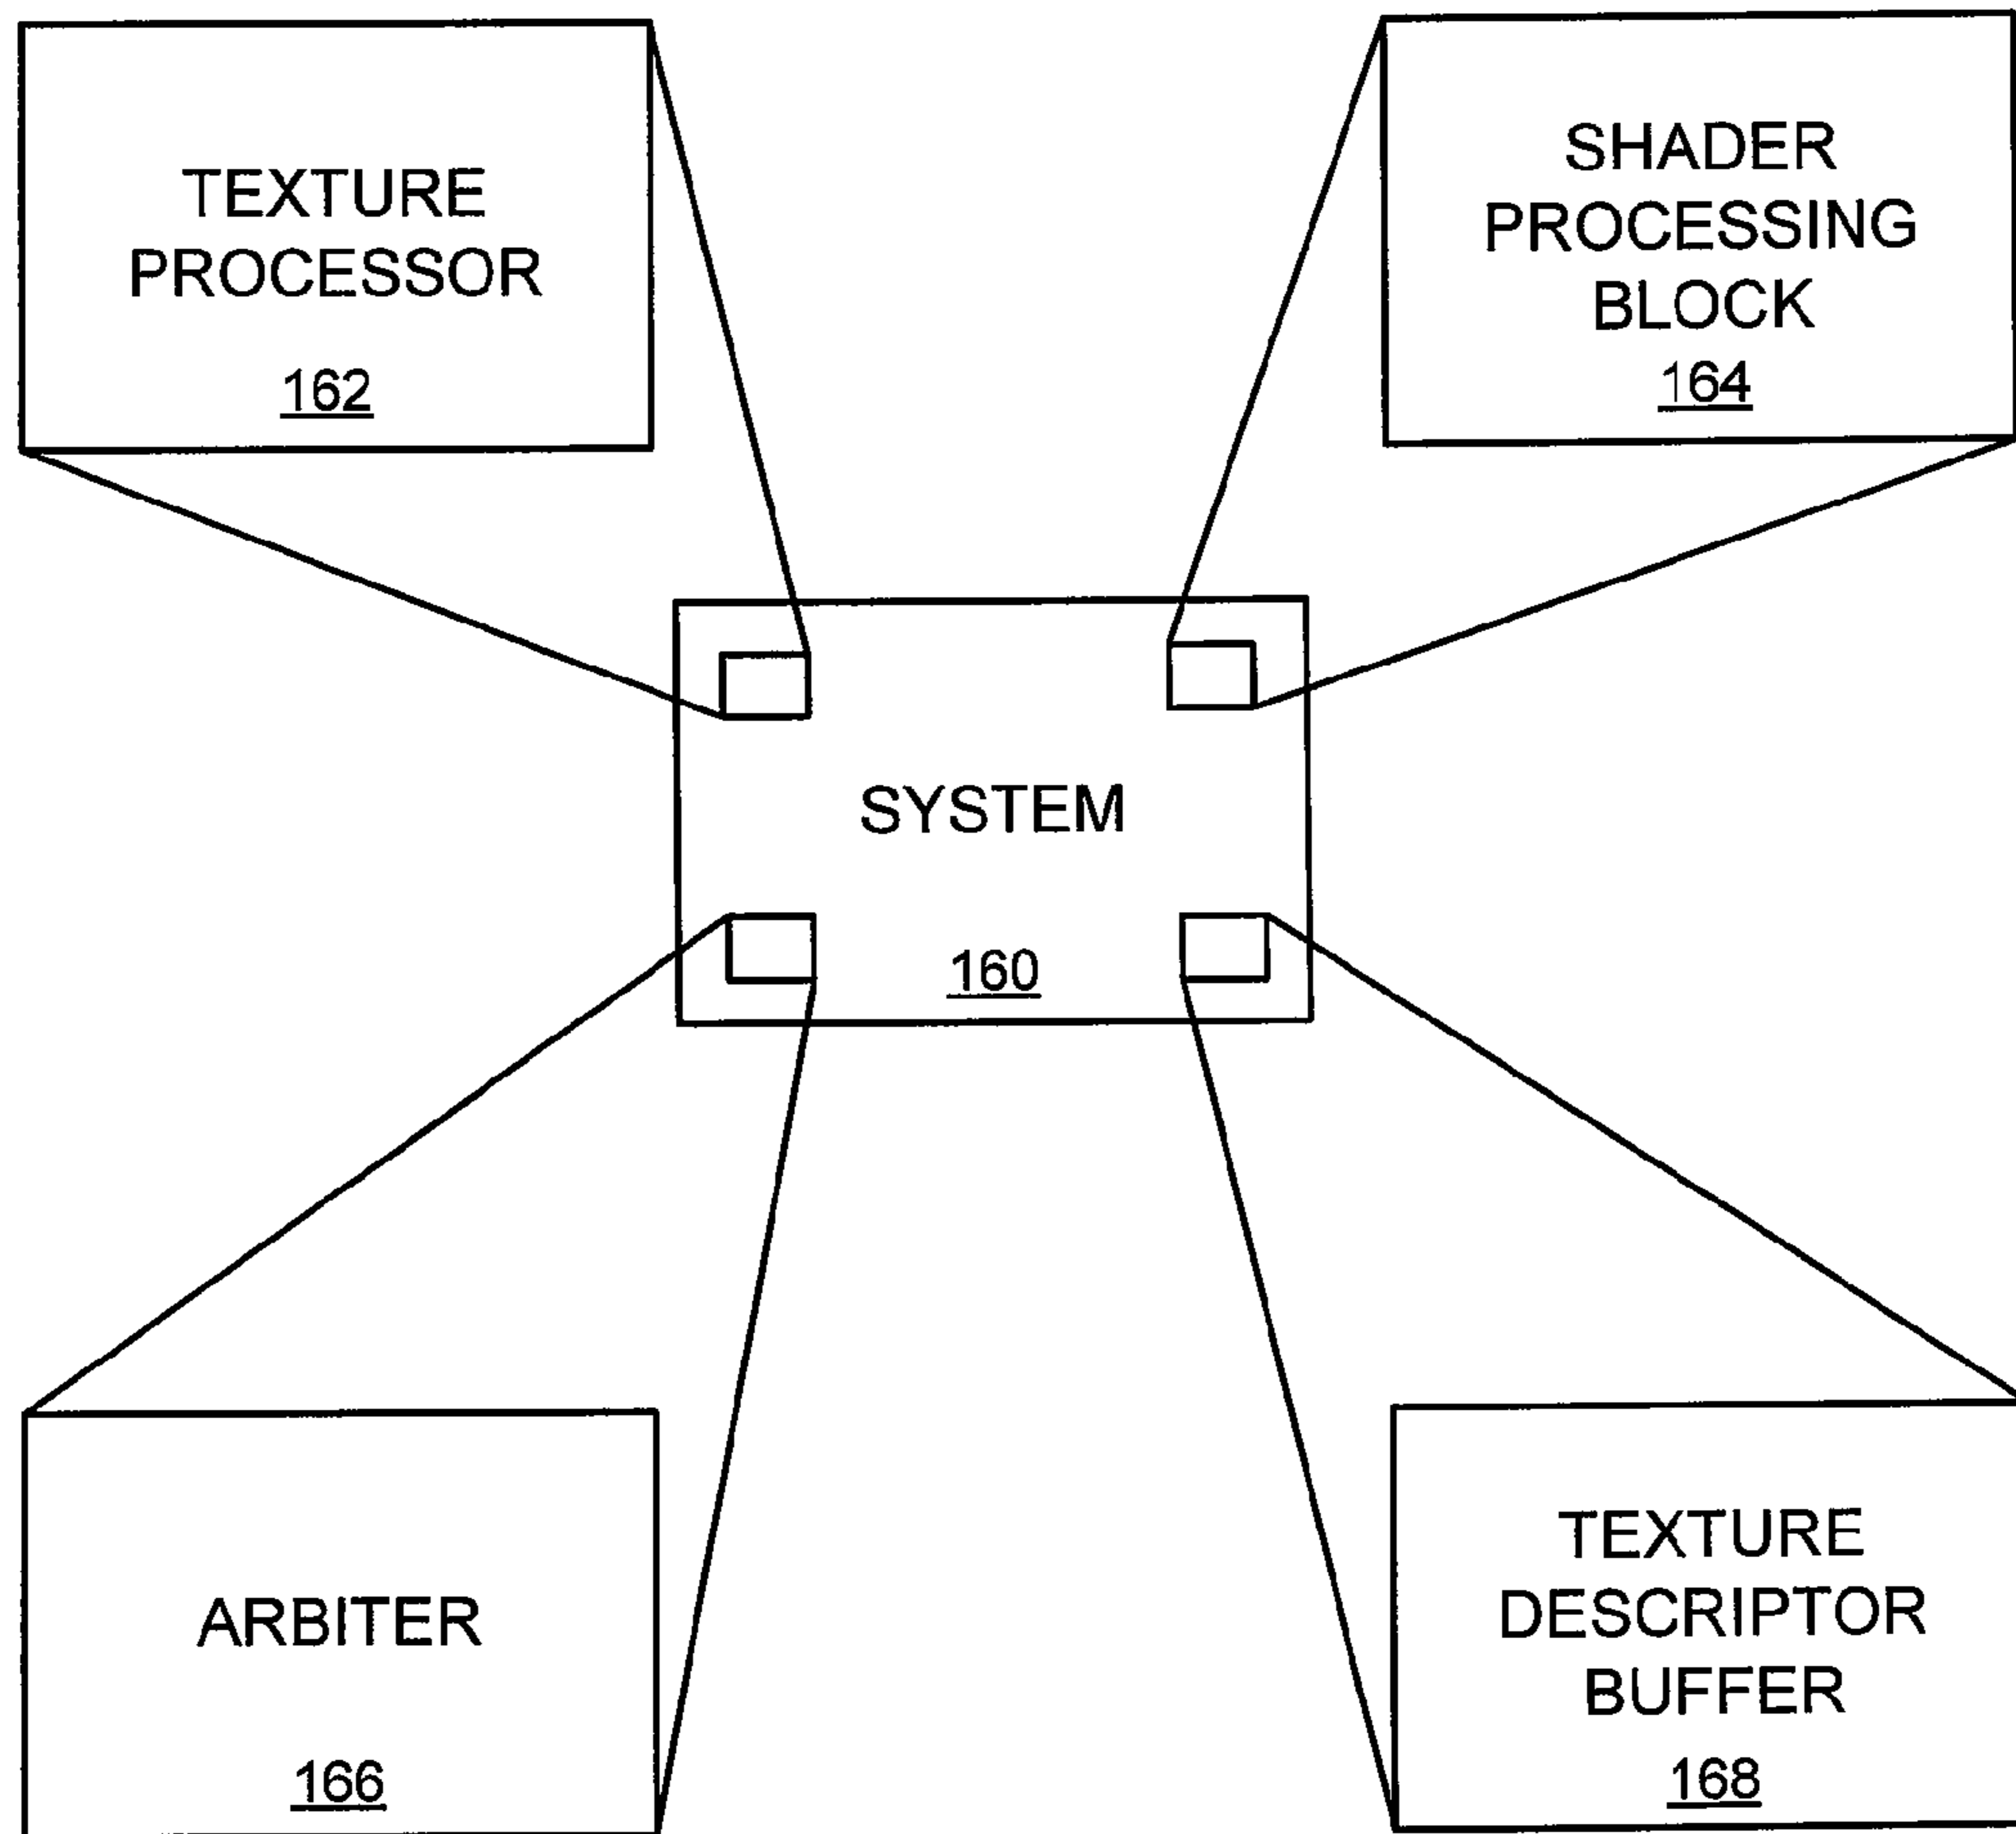 TEXTURE
PROCESSOR
162
SHADER
PROCESSING
BLOCK
164
SYSTEM
160
ARBITER
166
TEXTURE
DESCRIPTOR
BUFFER
168